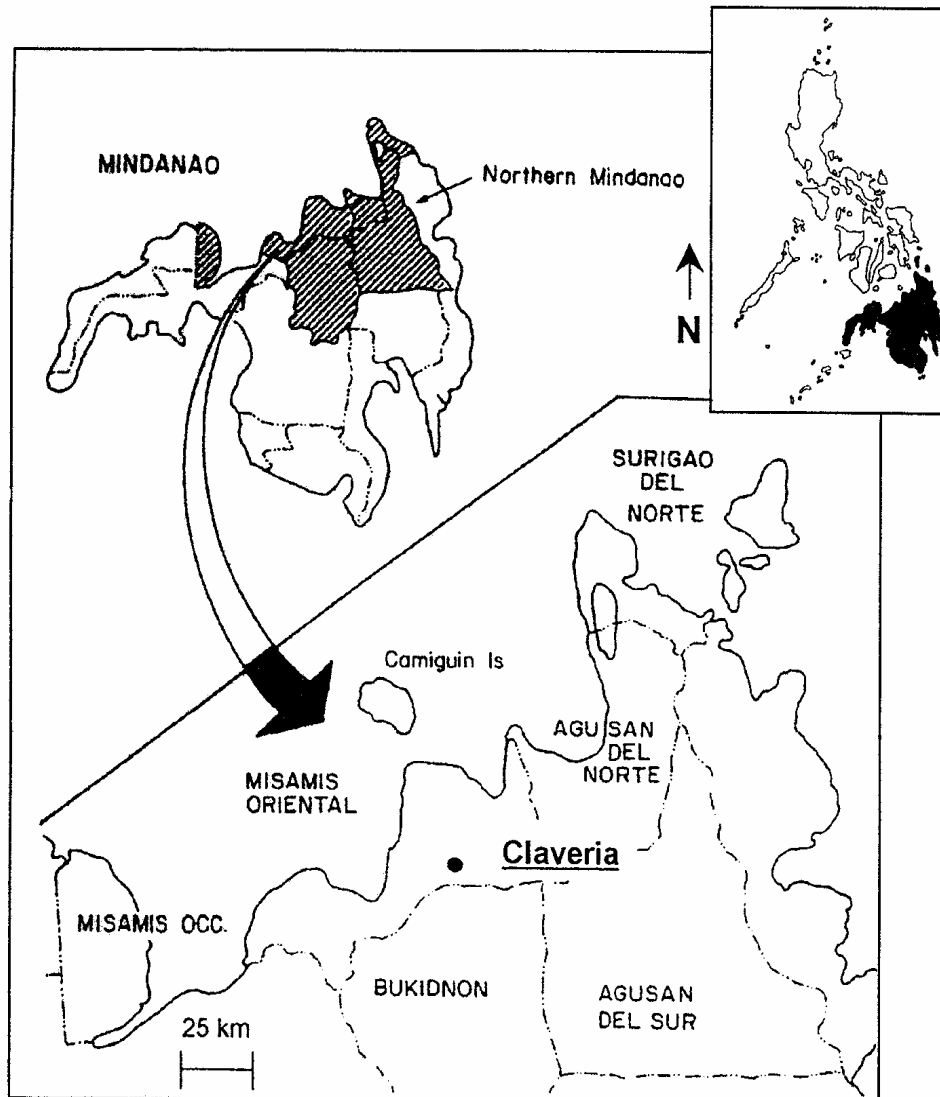 MINDANAO
Northern Mindanao
N
SURIGAO
DEL
NORTE
Camiguin Is
AGUSAN
DEL
NORTE
MISAMIS
ORIENTAL
Claveria
MISAMIS OCC.
BUKIDNON
AGUSAN
DEL SUR
25 km